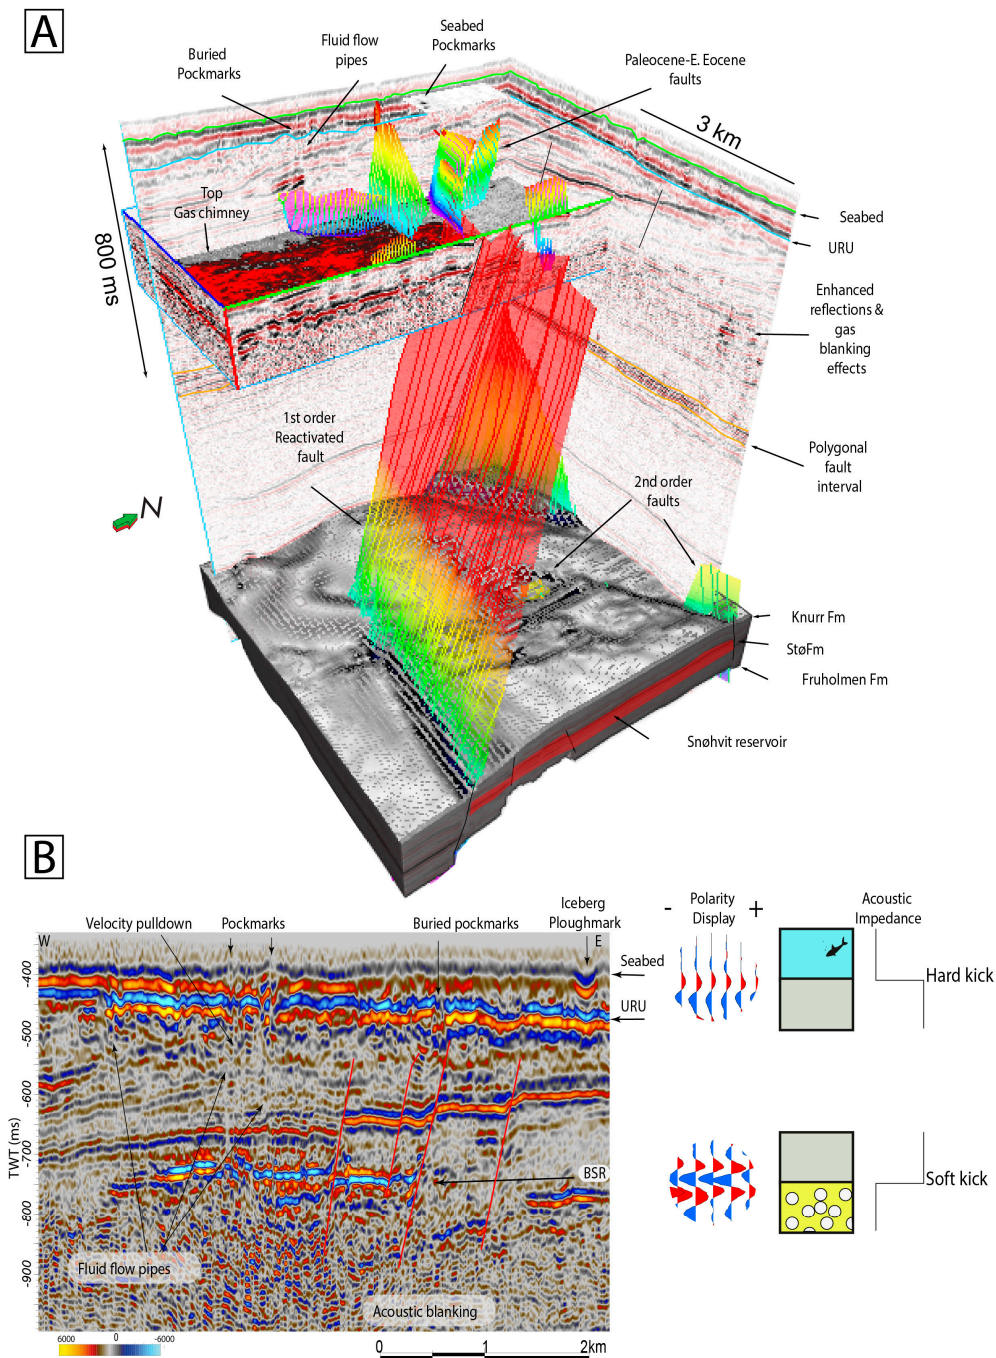 A
Seabed
Pockmarks
Fluid flow
pipes
Buried
Pockmarks
Paleocene-E. Eocene
faults
3 km
Top
Gas chimney
Seabed
URU
800 ms
Enhanced
reflections &
gas
blanking
effects
1st order
Reactivated
fault
Polygonal
fault
interval
2nd order
faults
N
Knurr Fm
StøFm
Fruholmen Fm
Snøhvit reservoir
B
Velocity pulldown
Pockmarks
Buried pockmarks
Iceberg
Ploughmark
W
E
Seabed
URU
-400
-500
-600
-700
-800
-900
TWT (ms)
BSR
Fluid flow pipes
Acoustic blanking
6000
0
-6000
0
1
2km
-
Polarity
Display
+
Acoustic
Impedance
Hard kick
Soft kick